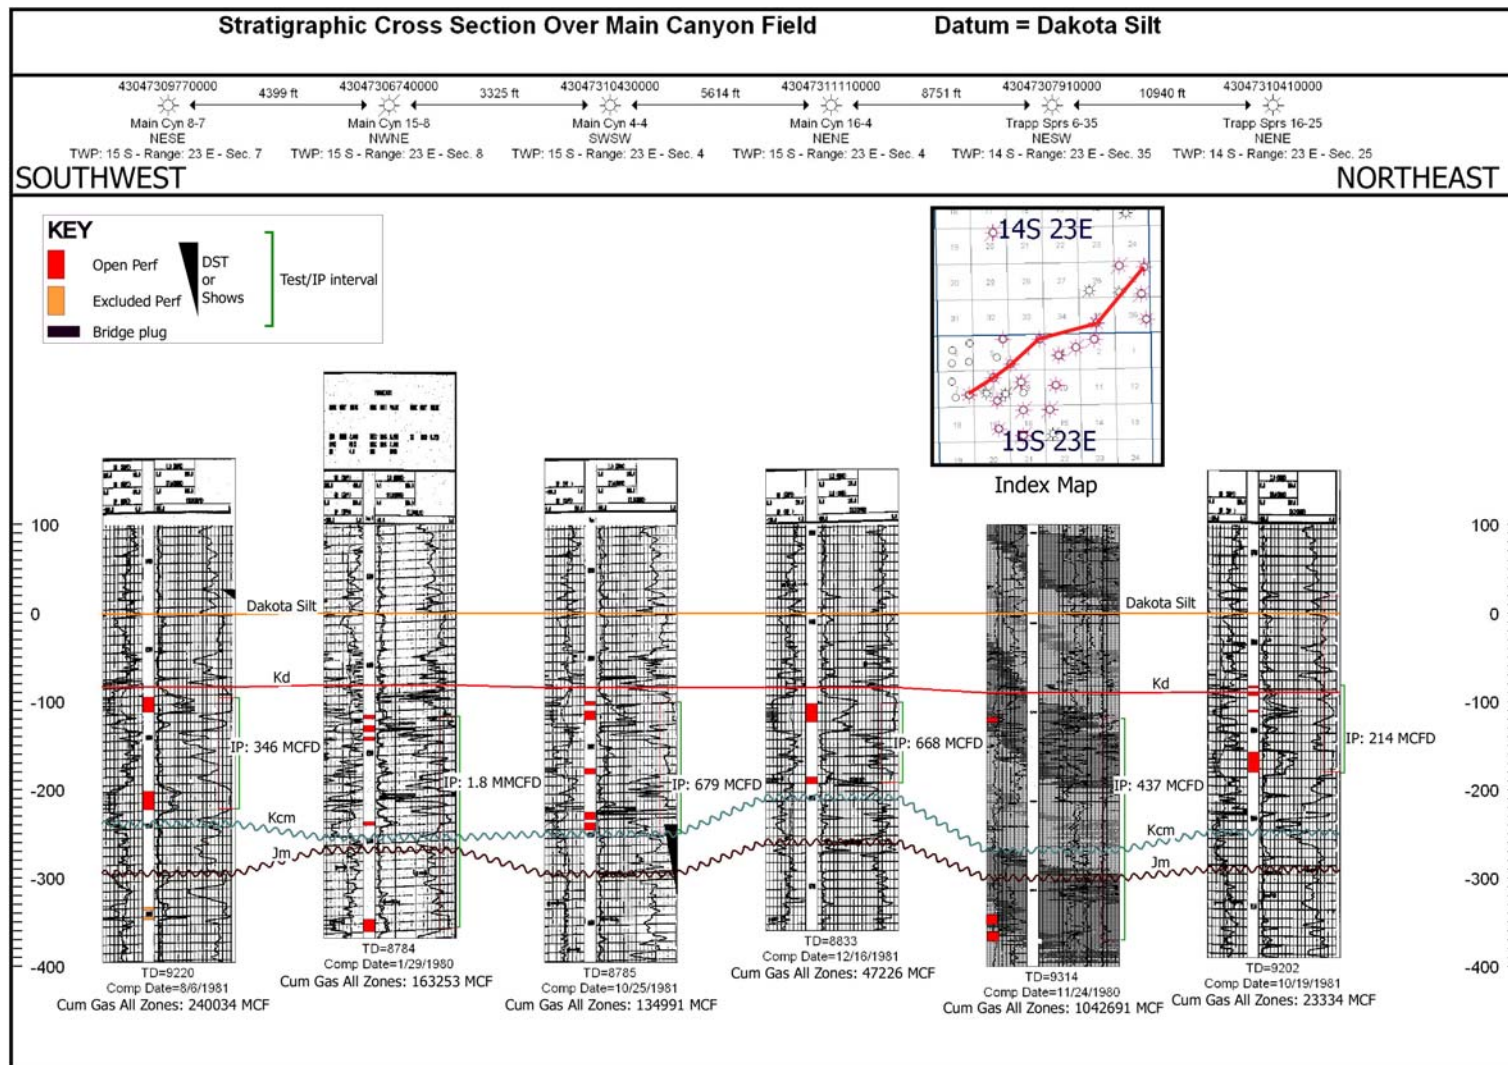 Stratigraphic Cross Section Over Main Canyon Field Datum = Dakota Silt
43047309770000 43047306740000 43047310430000 43047311110000 43047307910000 43047310410000
4399 ft 3325 ft 5614 ft 8751 ft 10940 ft
Main Cyn 8-7 Main Cyn 15-8 Main Cyn 4-4 Main Cyn 16-4 Trapp Sprs 6-35 Trapp Sprs 16-25
NESE NWNE SWSW NENE NESW NENE
TWP: 15 S - Range: 23 E - Sec. 7 TWP: 15 S - Range: 23 E - Sec. 8 TWP: 15 S - Range: 23 E - Sec. 4 TWP: 15 S - Range: 23 E - Sec. 4 TWP: 14 S - Range: 23 E - Sec. 35 TWP: 14 S - Range: 23 E - Sec. 25
SOUTHWEST NORTHEAST
KEY
Open Perf
Excluded Perf
Bridge plug
DST
or
Shows
Test/IP interval
14S 23E
15S 23E
Index Map
100 100
0 Dakota Silt Dakota Silt 0
Kd Kd
-100 -100
IP: 346 MCFD IP: 1.8 MMCFD IP: 679 MCFD IP: 668 MCFD IP: 437 MCFD IP: 214 MCFD
-200 -200
Kcm Kcm
Jm Jm
-300 -300
-400 -400
TD=9220 TD=8784 TD=8785 TD=8833 TD=9314 TD=9202
Comp Date=8/6/1981 Comp Date=1/29/1980 Comp Date=10/25/1981 Comp Date=12/16/1981 Comp Date=11/24/1980 Comp Date=10/19/1981
Cum Gas All Zones: 240034 MCF Cum Gas All Zones: 163253 MCF Cum Gas All Zones: 134991 MCF Cum Gas All Zones: 47226 MCF Cum Gas All Zones: 1042691 MCF Cum Gas All Zones: 23334 MCF